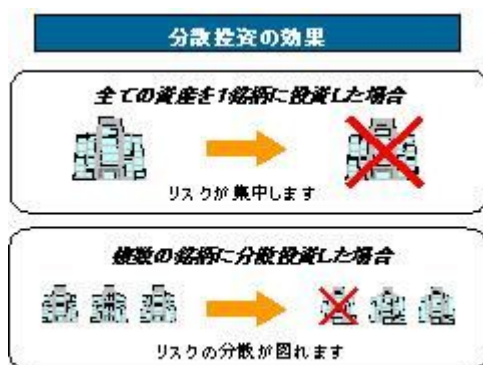 分散投資の効果
全ての資産を1銘柄に投資した場合
リスクが集中します
複数の銘柄に分散投資した場合
リスクの分散が図れます